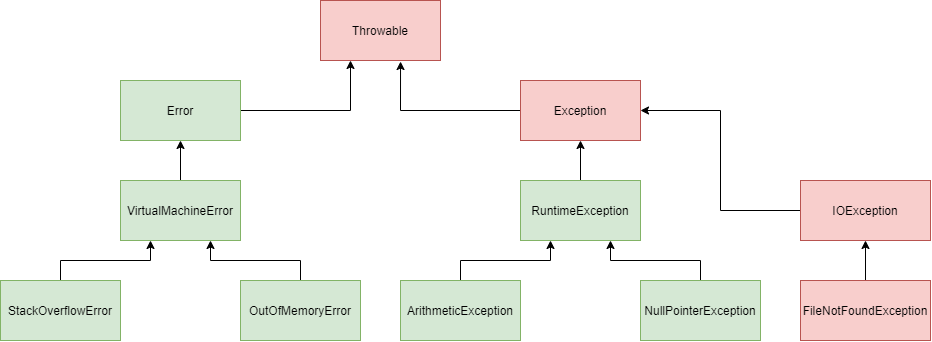 Throwable
Error
Exception
VirtualMachineError
RuntimeException
IOException
StackOverflowError
OutOfMemoryError
ArithmeticException
NullPointerException
FileNotFoundException